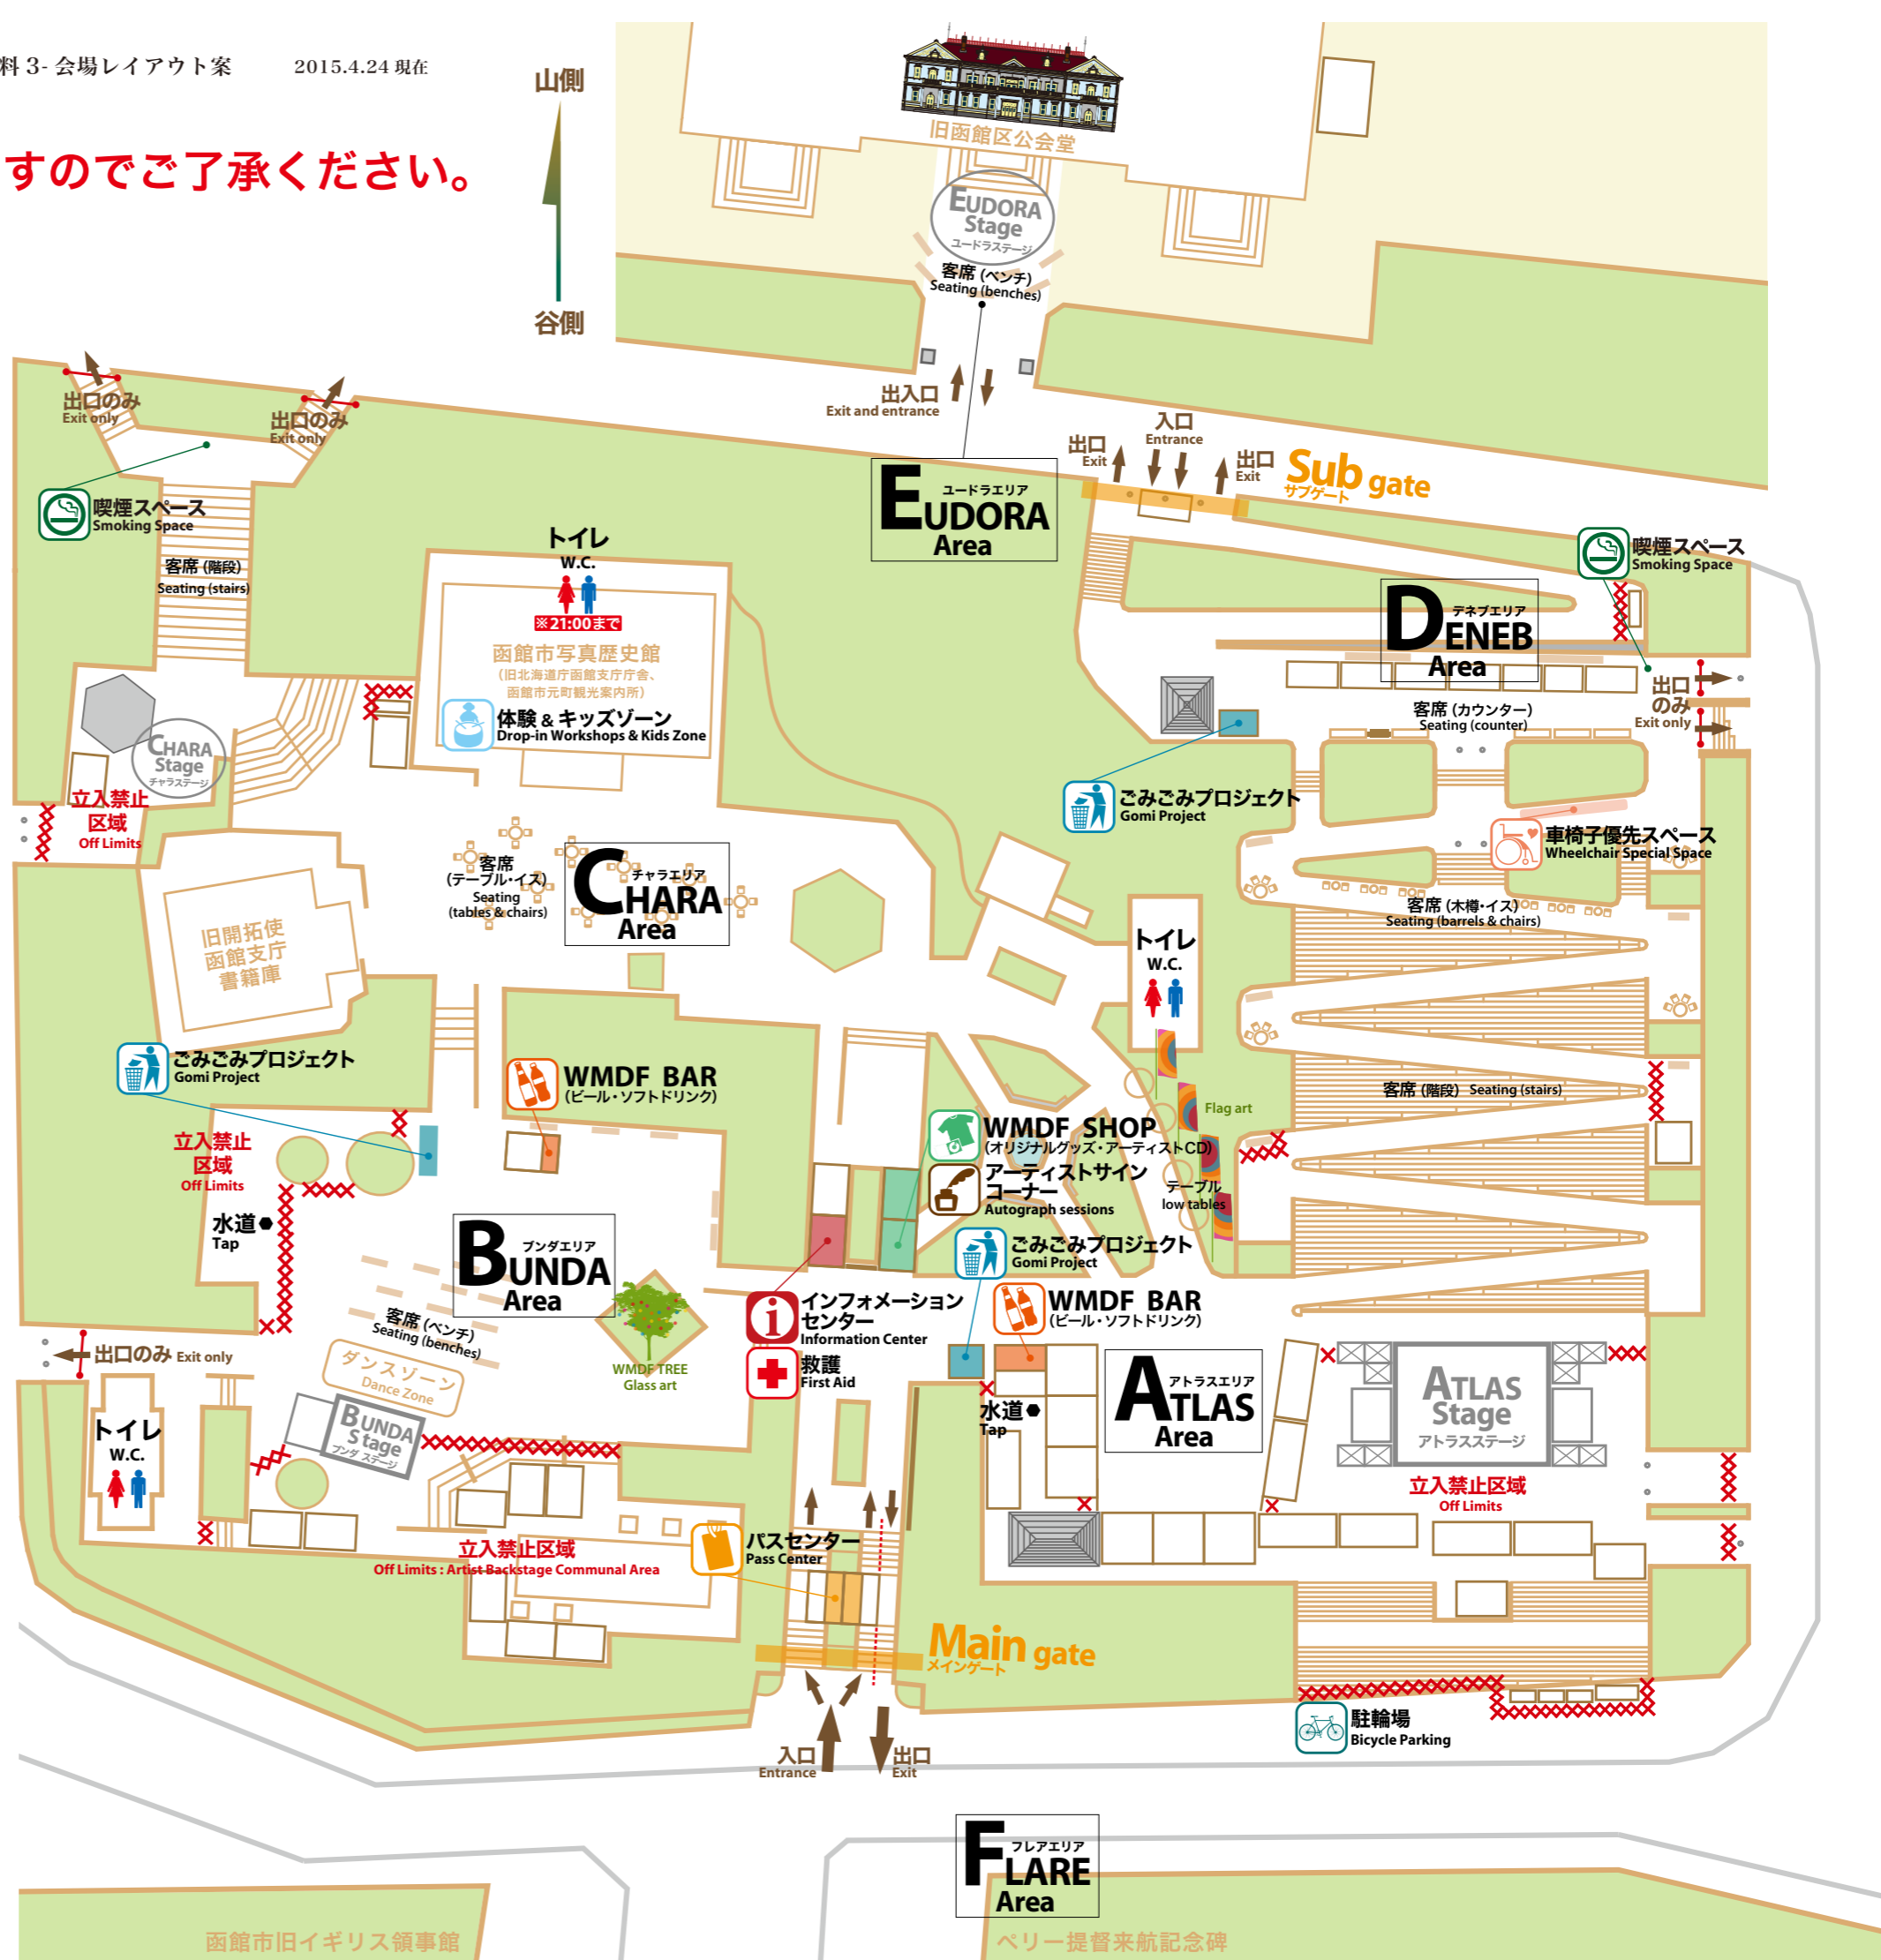 料 3- 会場レイアウト案 2015.4.24 現在
すのでご了承ください。
山側
谷側
旧函館区公会堂
EUDORA
Stage
ユードラステージ
客席 (ベンチ)
Seating (benches)
出入口
Exit and entrance
出口のみ
Exit only
出口のみ
Exit only
出口
Exit
入口
Entrance
出口
Exit
Sub gate
サブゲート
ユードラエリア
EUDORA
Area
喫煙スペース
Smoking Space
客席 (階段)
Seating (stairs)
トイレ
W.C.
※21:00まで
函館市写真歴史館
(旧北海道庁函館支庁庁舎、
函館市元町観光案内所)
体験 & キッズゾーン
Drop-in Workshops & Kids Zone
喫煙スペース
Smoking Space
デネブエリア
DENEB
Area
出口
のみ
Exit only
客席 (カウンター)
Seating (counter)
CHARA
Stage
チャラステージ
立入禁止
区域
Off Limits
ごみごみプロジェクト
Gomi Project
車椅子優先スペース
Wheelchair Special Space
客席
(テーブル・イス)
Seating
(tables & chairs)
チャラエリア
CHARA
Area
客席 (木樽・イス)
Seating (barrels & chairs)
旧開拓使
函館支庁
書籍庫
トイレ
W.C.
ごみごみプロジェクト
Gomi Project
WMDF BAR
(ビール・ソフトドリンク)
客席 (階段) Seating (stairs)
Flag art
WMDF SHOP
(オリジナルグッズ・アーティストCD)
アーティストサイン
コーナー
Autograph sessions
テーブル
low tables
立入禁止
区域
Off Limits
水道
Tap
ブンダエリア
BUNDA
Area
ごみごみプロジェクト
Gomi Project
インフォメーション
センター
Information Center
WMDF BAR
(ビール・ソフトドリンク)
救護
First Aid
客席 (ベンチ)
Seating (benches)
出口のみ Exit only
ダンスゾーン
Dance Zone
WMDF TREE
Glass art
アトラスエリア
ATLAS
Area
水道
Tap
ATLAS
Stage
アトラスステージ
立入禁止区域
Off Limits
トイレ
W.C.
BUNDA
Stage
ブンダ ステージ
立入禁止区域
Off Limits : Artist Backstage Communal Area
パスセンター
Pass Center
Main gate
メインゲート
入口
Entrance
出口
Exit
駐輪場
Bicycle Parking
フレアエリア
FLARE
Area
函館市旧イギリス領事館
ペリー提督来航記念碑